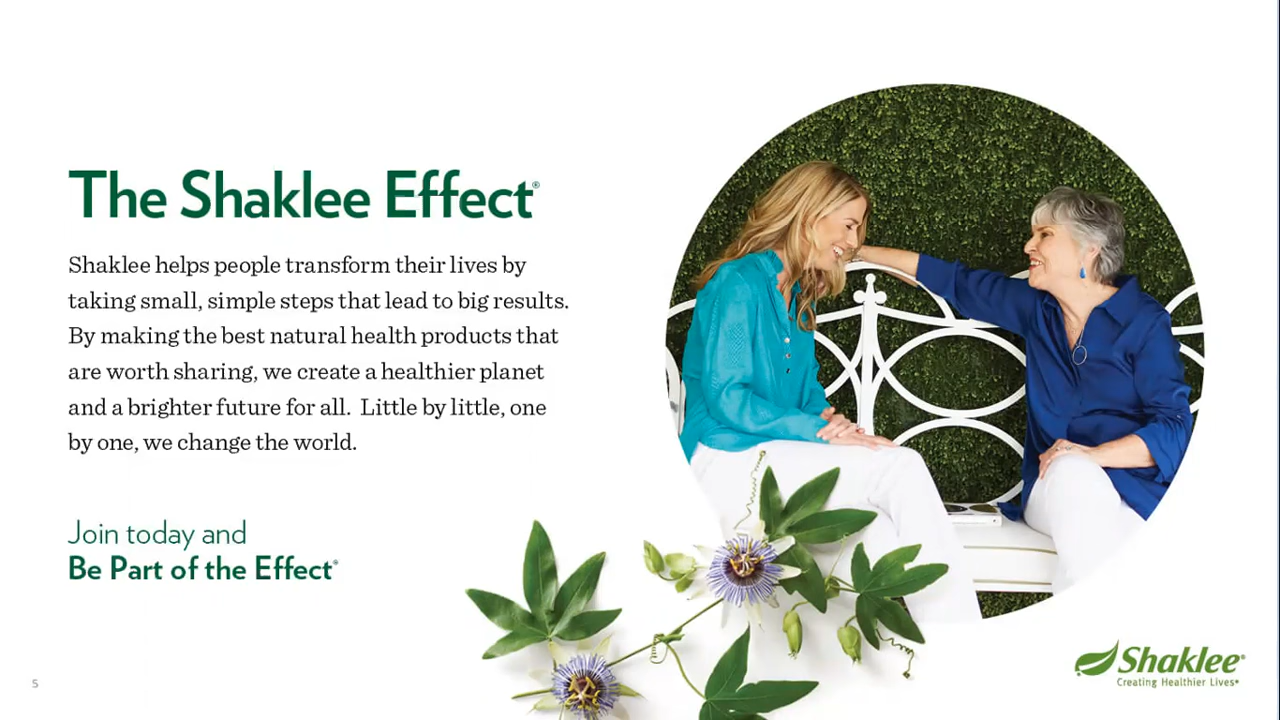 The Shaklee Effect®
Shaklee helps people transform their lives by
taking small, simple steps that lead to big results.
By making the best natural health products that
are worth sharing, we create a healthier planet
and a brighter future for all.  Little by little, one
by one, we change the world.
Join today and
Be Part of the Effect®
5
Shaklee®
Creating Healthier Lives®